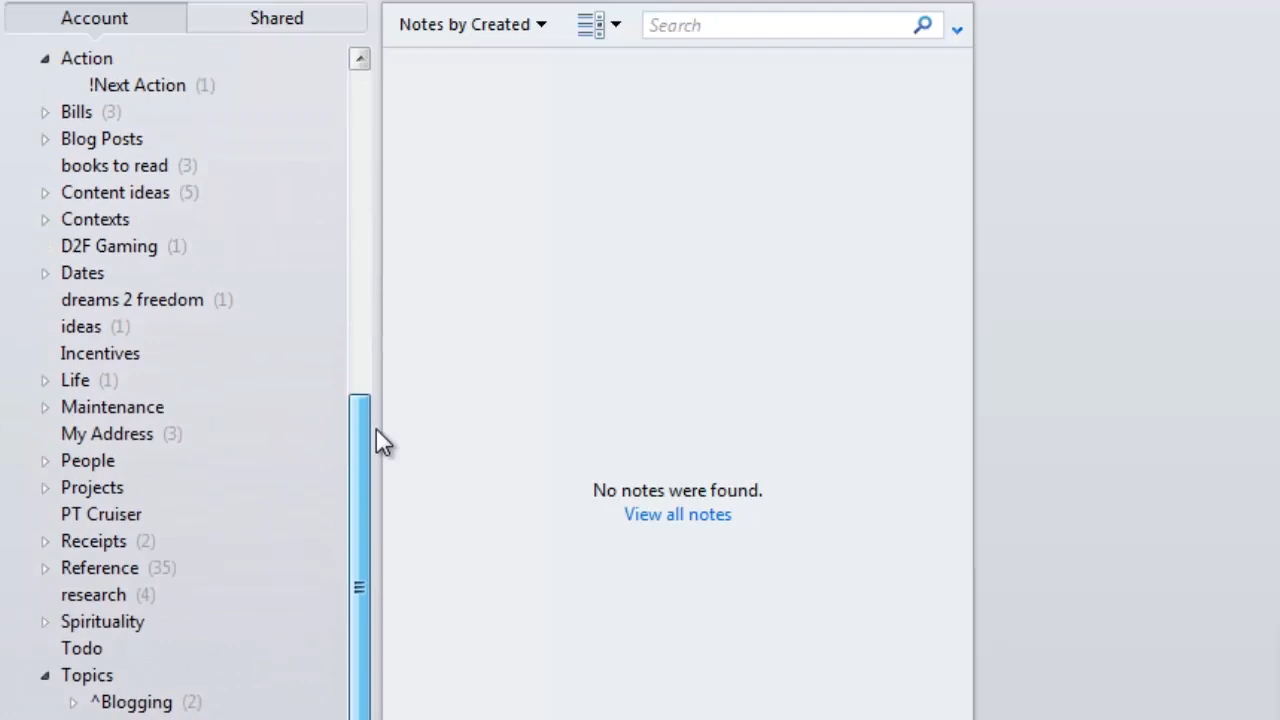 Account
Shared
Action
!Next Action (1)
Bills (3)
Blog Posts
books to read (3)
Content ideas (5)
Contexts
D2F Gaming (1)
Dates
dreams 2 freedom (1)
ideas (1)
Incentives
Life (1)
Maintenance
My Address (3)
People
Projects
PT Cruiser
Receipts (2)
Reference (35)
research (4)
Spirituality
Todo
Topics
^Blogging (2)
Notes by Created
Search
No notes were found.
View all notes